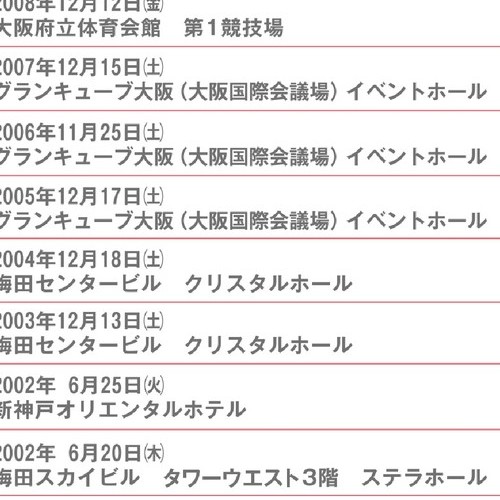 2008年12月12日㈮
大阪府立体育会館　第1競技場
2007年12月15日㈯
グランキューブ大阪（大阪国際会議場）イベントホール
2006年11月25日㈯
グランキューブ大阪（大阪国際会議場）イベントホール
2005年12月17日㈯
グランキューブ大阪（大阪国際会議場）イベントホール
2004年12月18日㈯
梅田センタービル　クリスタルホール
2003年12月13日㈯
梅田センタービル　クリスタルホール
2002年 6月25日㈫
新神戸オリエンタルホテル
2002年 6月20日㈭
梅田スカイビル　タワーウエスト3階　ステラホール